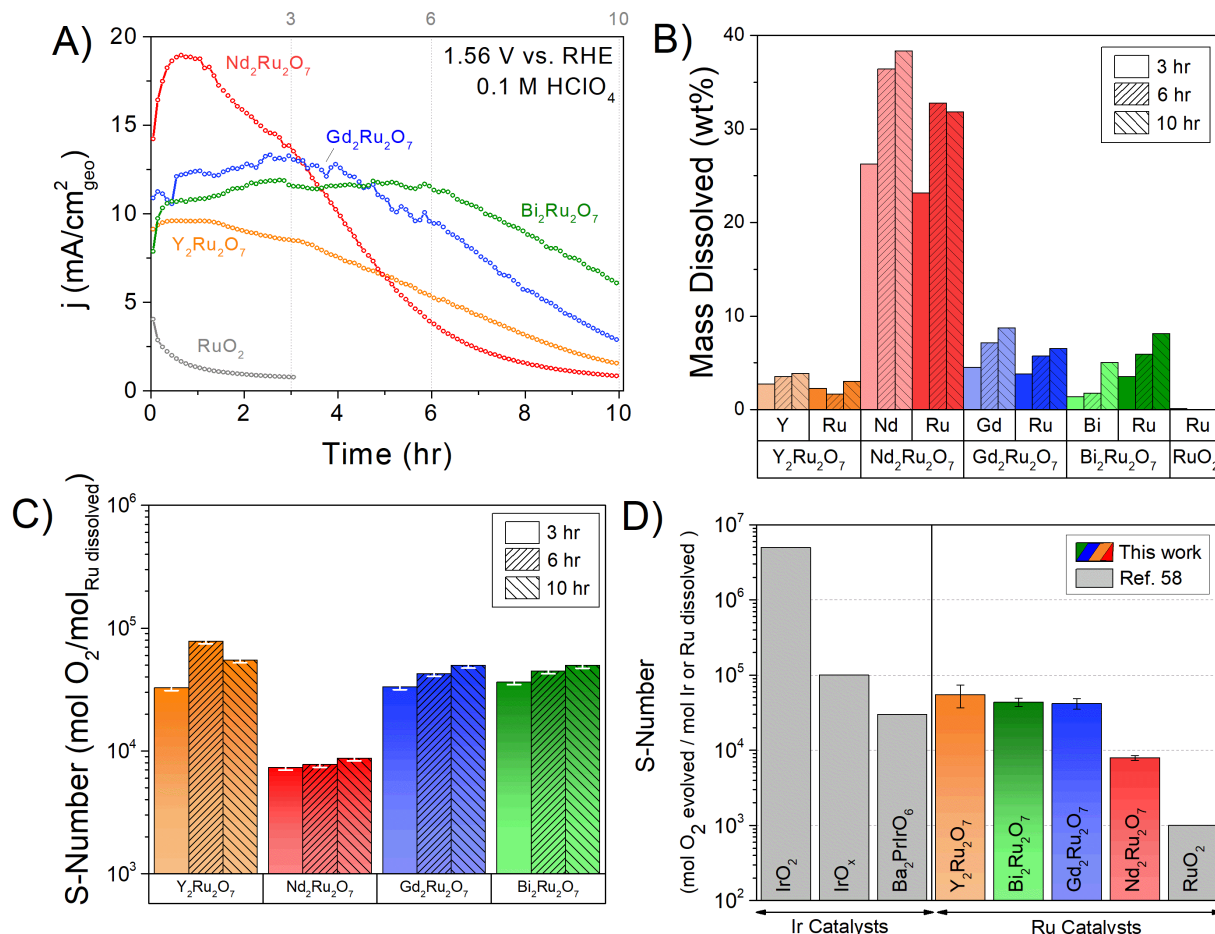 A)
3
6
10
20
15
10
5
0
j (mA/cm²geo)
1.56 V vs. RHE
0.1 M HClO₄
Nd₂Ru₂O₇
Gd₂Ru₂O₇
Bi₂Ru₂O₇
Y₂Ru₂O₇
RuO₂
0 2 4 6 8 10
Time (hr)
B)
Mass Dissolved (wt%)
40
30
20
10
0
3 hr
6 hr
10 hr
Y Ru Nd Ru Gd Ru Bi Ru Ru
Y₂Ru₂O₇ Nd₂Ru₂O₇ Gd₂Ru₂O₇ Bi₂Ru₂O₇ RuO₂
C)
S-Number (mol O₂/molRu dissolved)
10⁶
10⁵
10⁴
10³
3 hr
6 hr
10 hr
Y₂Ru₂O₇ Nd₂Ru₂O₇ Gd₂Ru₂O₇ Bi₂Ru₂O₇
D)
S-Number
(mol O₂ evolved / mol Ir or Ru dissolved )
10⁷
10⁶
10⁵
10⁴
10³
10²
This work
Ref. 58
IrO₂
IrOₓ
Ba₂PrIrO₆
Y₂Ru₂O₇
Bi₂Ru₂O₇
Gd₂Ru₂O₇
Nd₂Ru₂O₇
RuO₂
Ir Catalysts
Ru Catalysts